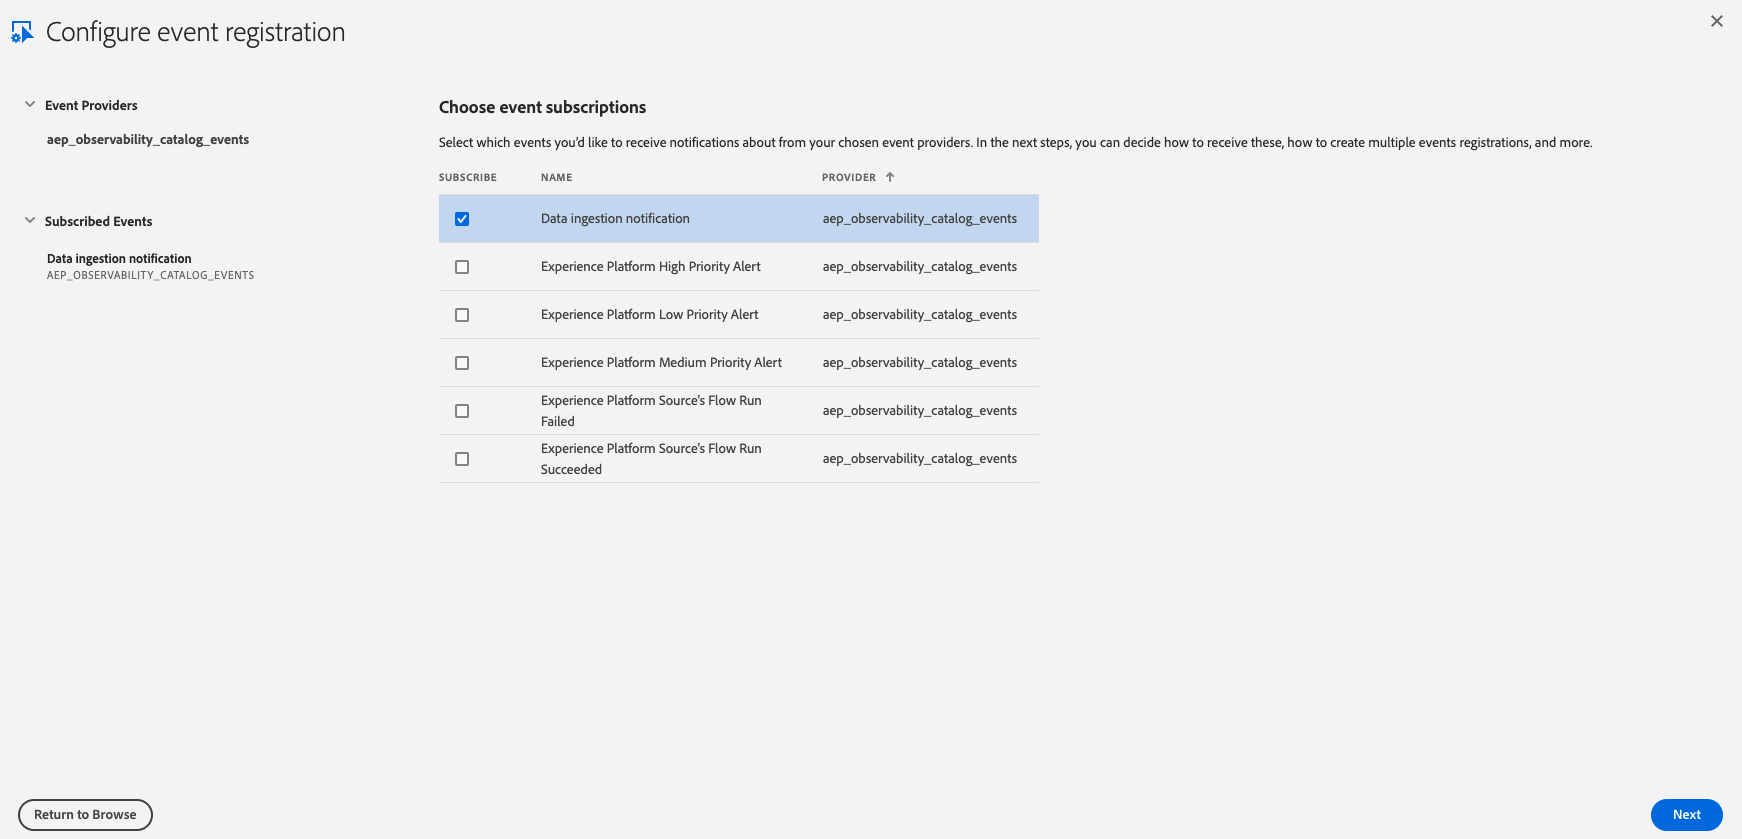 Configure event registration
Event Providers
aep_observability_catalog_events
Subscribed Events
Data ingestion notification
AEP_OBSERVABILITY_CATALOG_EVENTS
Choose event subscriptions
Select which events you'd like to receive notifications about from your chosen event providers. In the next steps, you can decide how to receive these, how to create multiple events registrations, and more.
SUBSCRIBE NAME PROVIDER
Data ingestion notification aep_observability_catalog_events
Experience Platform High Priority Alert aep_observability_catalog_events
Experience Platform Low Priority Alert aep_observability_catalog_events
Experience Platform Medium Priority Alert aep_observability_catalog_events
Experience Platform Source's Flow Run
Failed
aep_observability_catalog_events
Experience Platform Source's Flow Run
Succeeded
aep_observability_catalog_events
Return to Browse
Next